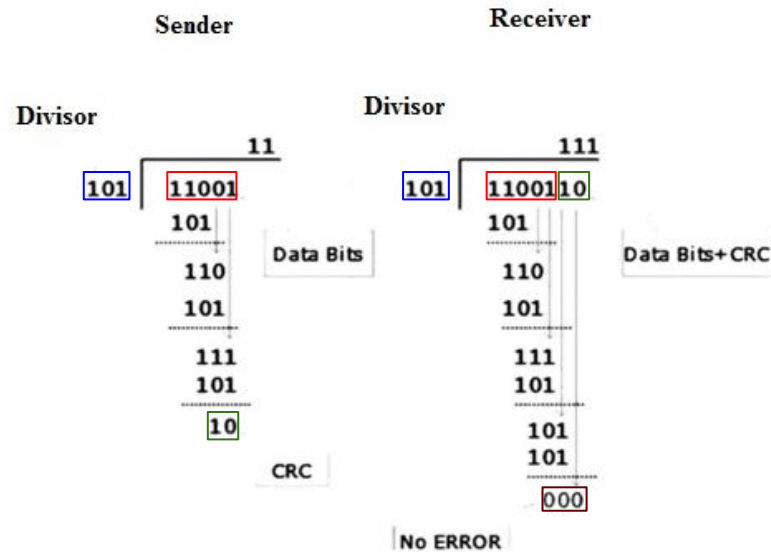 Sender
Divisor
11
101 11001
101
Data Bits
110
101
111
101
10
CRC
Receiver
Divisor
111
101 1100110
101
Data Bits+CRC
110
101
111
101
101
101
000
No ERROR